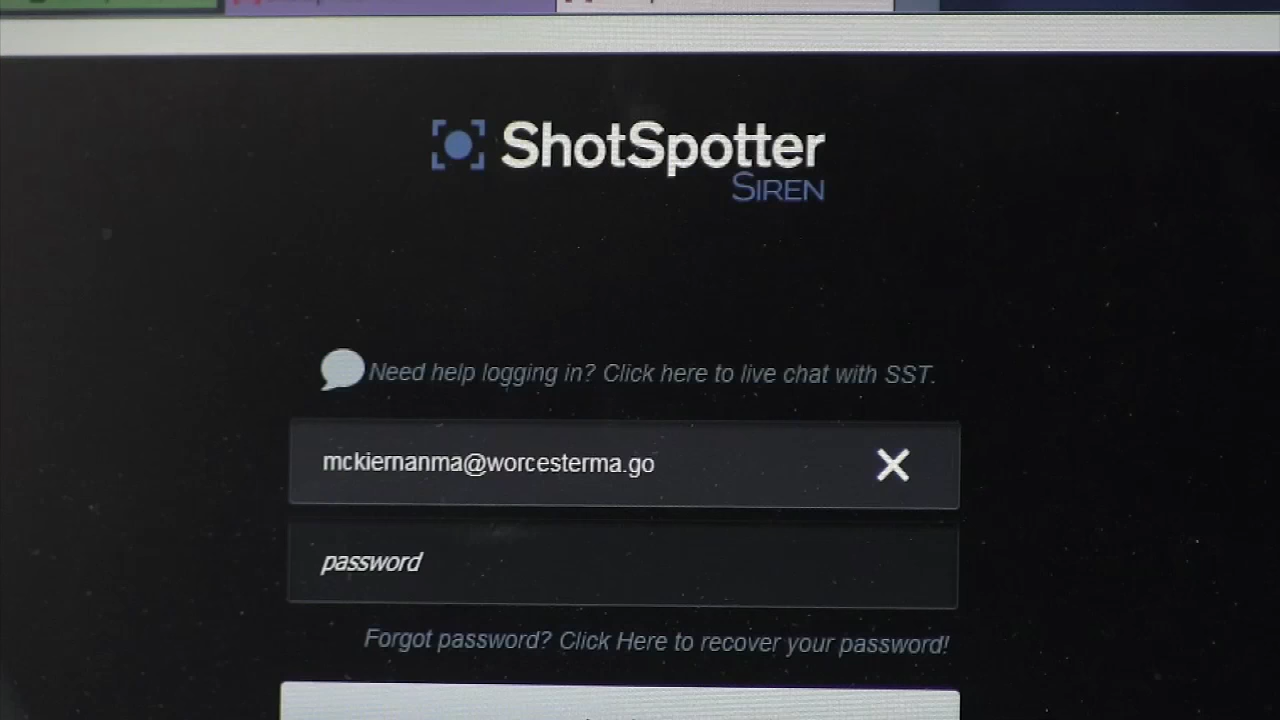 ShotSpotter
SIREN
Need help logging in? Click here to live chat with SST.
mckiernanma@worcesterma.go
password
Forgot password? Click Here to recover your password!